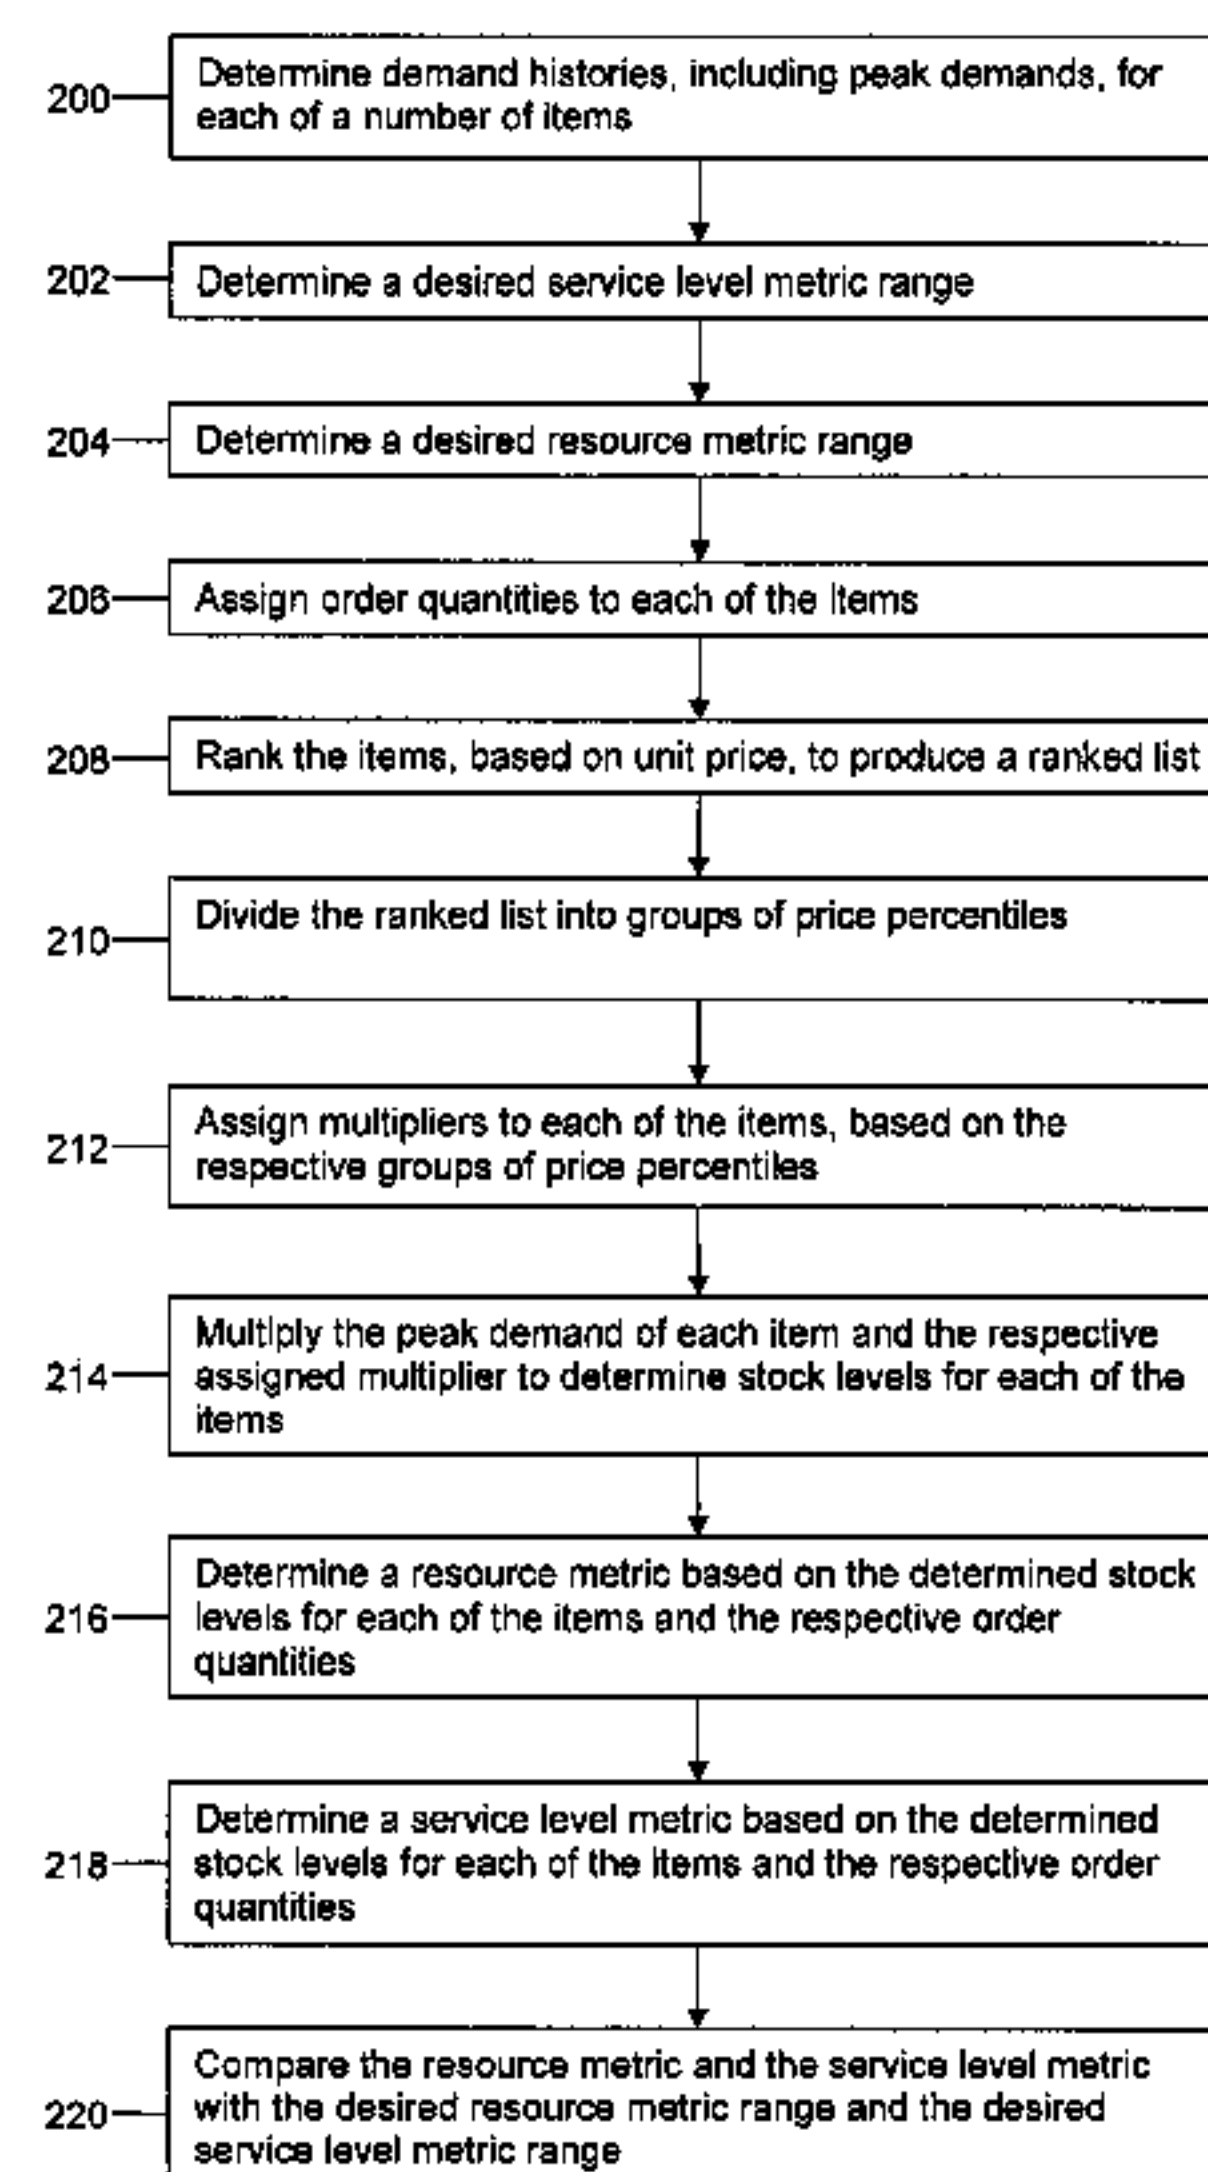 200
Determine demand histories, including peak demands, for
each of a number of items
202
Determine a desired service level metric range
204
Determine a desired resource metric range
206
Assign order quantities to each of the items
208
Rank the items, based on unit price, to produce a ranked list
210
Divide the ranked list into groups of price percentiles
212
Assign multipliers to each of the items, based on the
respective groups of price percentiles
214
Multiply the peak demand of each item and the respective
assigned multiplier to determine stock levels for each of the
items
216
Determine a resource metric based on the determined stock
levels for each of the items and the respective order
quantities
218
Determine a service level metric based on the determined
stock levels for each of the items and the respective order
quantities
220
Compare the resource metric and the service level metric
with the desired resource metric range and the desired
service level metric range